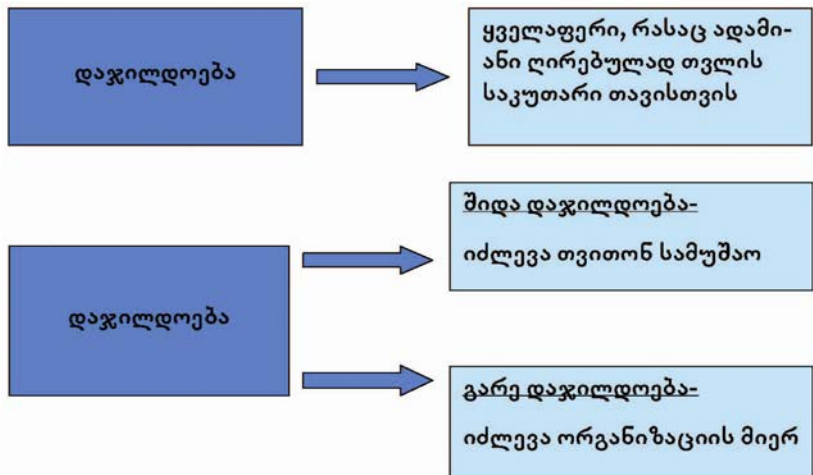 დაჯილდოება
ყველაფერი, რასაც ადამი-
ანი ღირებულად თვლის
საკუთარი თავისთვის
შიდა დაჯილდოება-
იძლევა თვითონ სამუშაო
დაჯილდოება
გარე დაჯილდოება-
იძლევა ორგანიზაციის მიერ